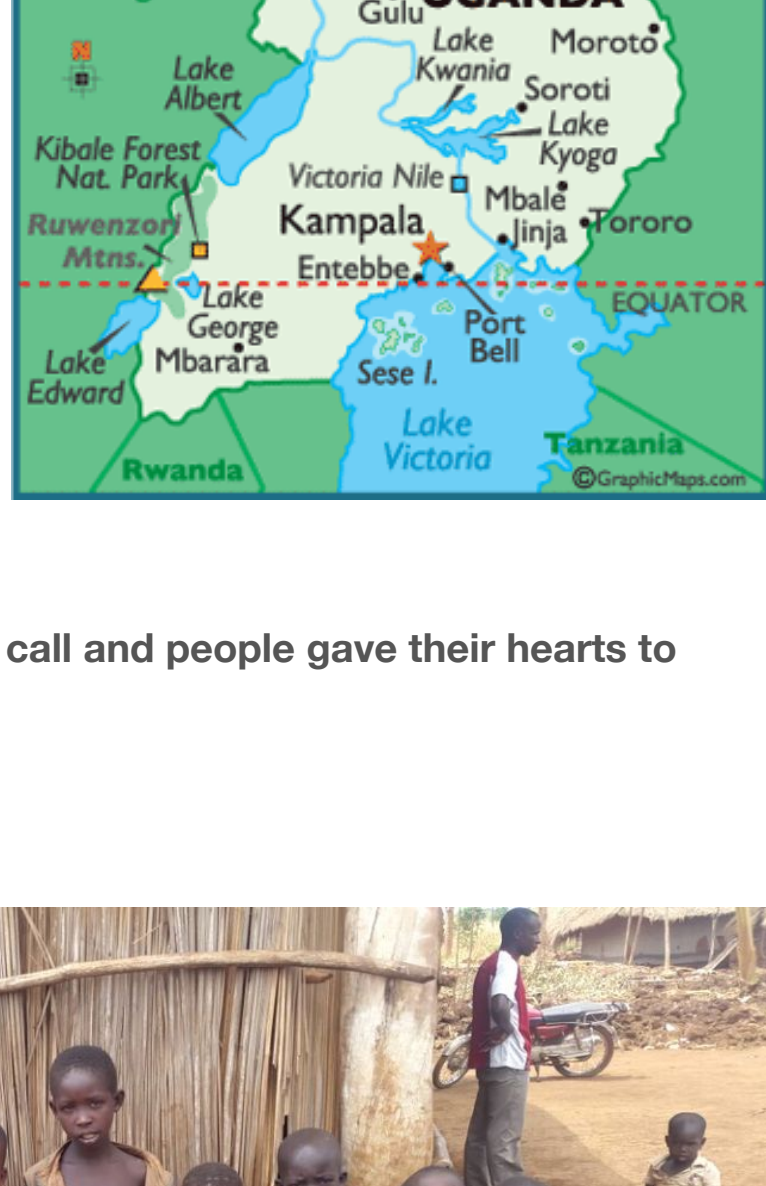 UGANDA
Gulu
Moroto
Lake
Kwania
Lake
Albert
Soroti
Lake
Kyoga
Kibale Forest
Nat. Park
Victoria Nile
Mbale
Ruwenzori
Mtns.
Kampala
Jinja
Tororo
Entebbe
EQUATOR
Lake
George
Port
Bell
Lake
Edward
Mbarara
Sese I.
Lake
Victoria
Tanzania
Rwanda
©GraphicMaps.com
call and people gave their hearts to